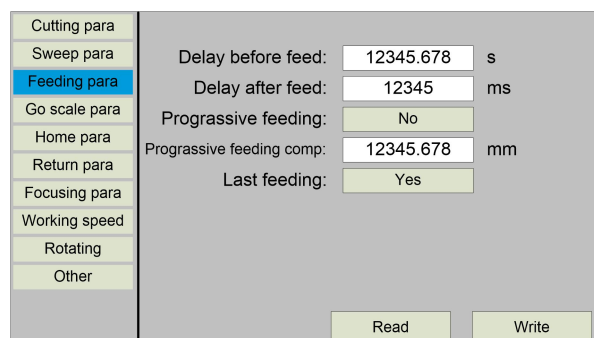 Cutting para
Sweep para
Feeding para
Go scale para
Home para
Return para
Focusing para
Working speed
Rotating
Other
Delay before feed: 12345.678 s
Delay after feed: 12345 ms
Prograssive feeding: No
Prograssive feeding comp: 12345.678 mm
Last feeding: Yes
Read Write